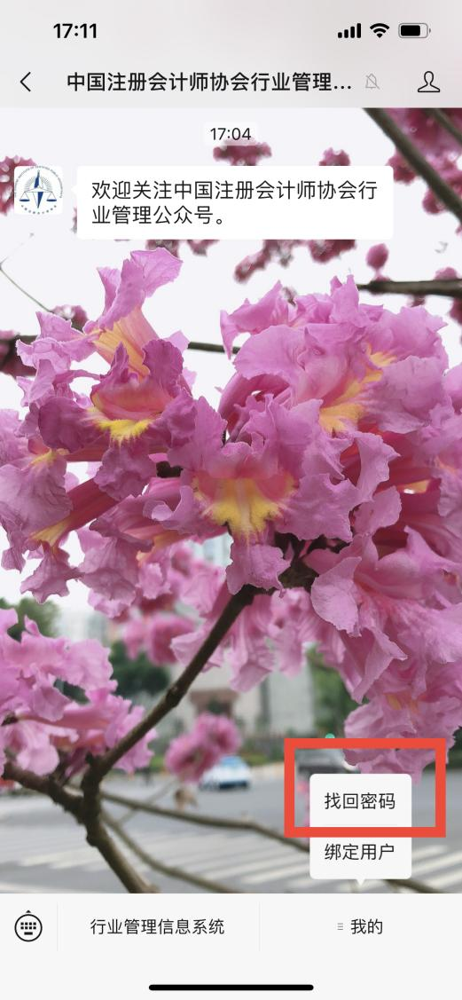 17:11
中国注册会计师协会行业管理...
17:04
欢迎关注中国注册会计师协会行
业管理公众号。
找回密码
绑定用户
行业管理信息系统
我的